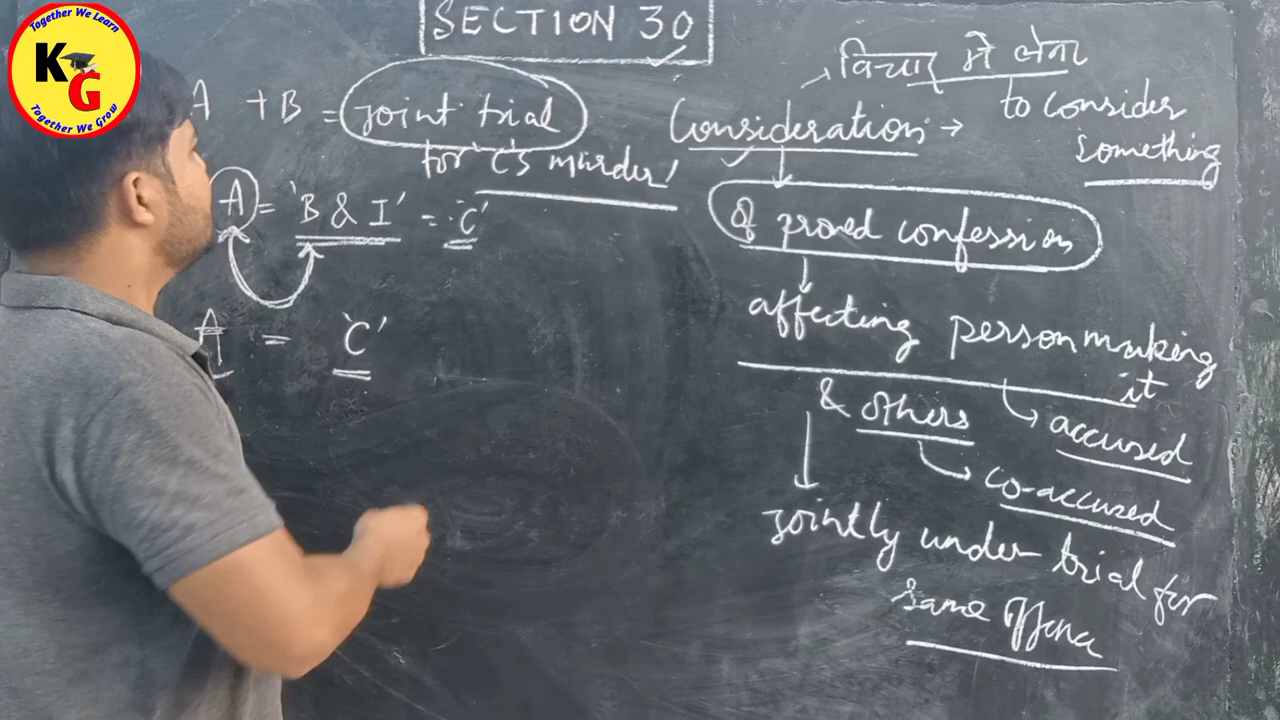 Together We Learn
KG
Together We Grow
SECTION 30
A + B = joint trial
for 'C's murder'
A = 'B & I' = 'C'
A = 'C'
विचार में लेना
Consideration → to consider
something
of proved confession
affecting person making
it
& others
accused
co-accused
jointly under trial for
same offence